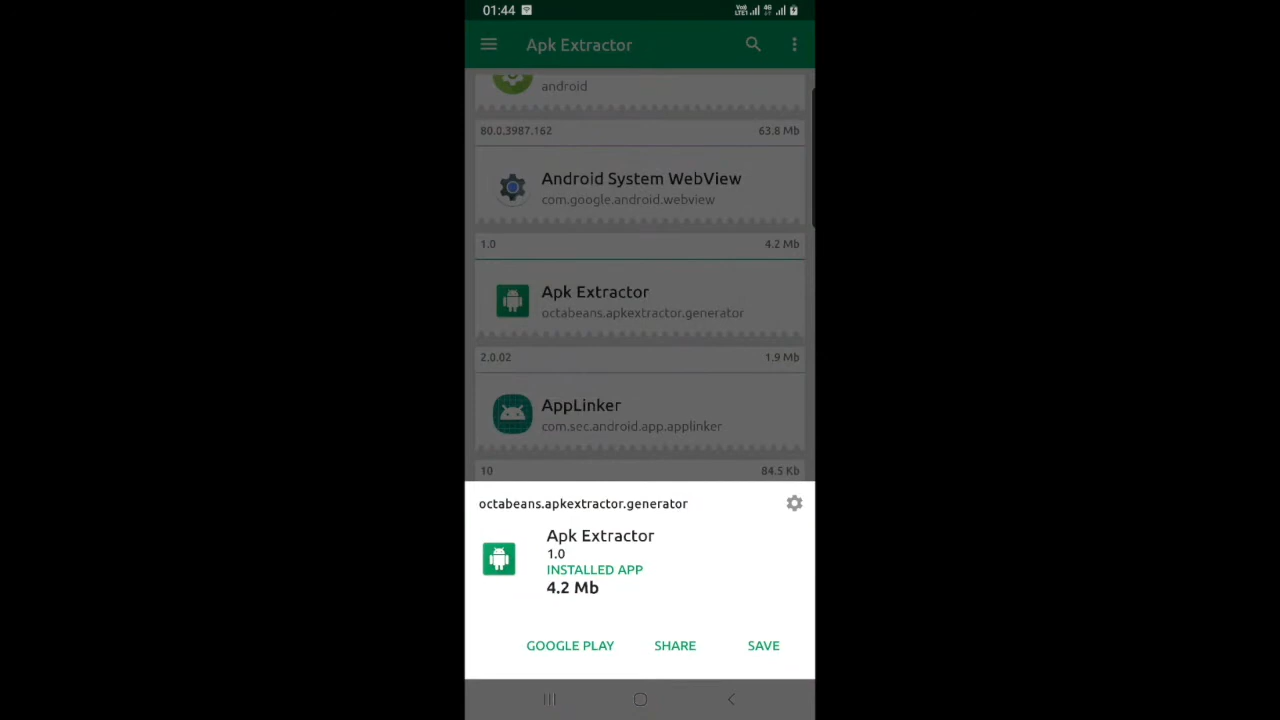 01:44
VoLTE1 4G
Apk Extractor
android
80.0.3987.162 63.8 Mb
Android System WebView
com.google.android.webview
1.0 4.2 Mb
Apk Extractor
octabeans.apkextractor.generator
2.0.02 1.9 Mb
AppLinker
com.sec.android.app.applinker
10 84.5 Kb
octabeans.apkextractor.generator
Apk Extractor
1.0
INSTALLED APP
4.2 Mb
GOOGLE PLAY SHARE SAVE